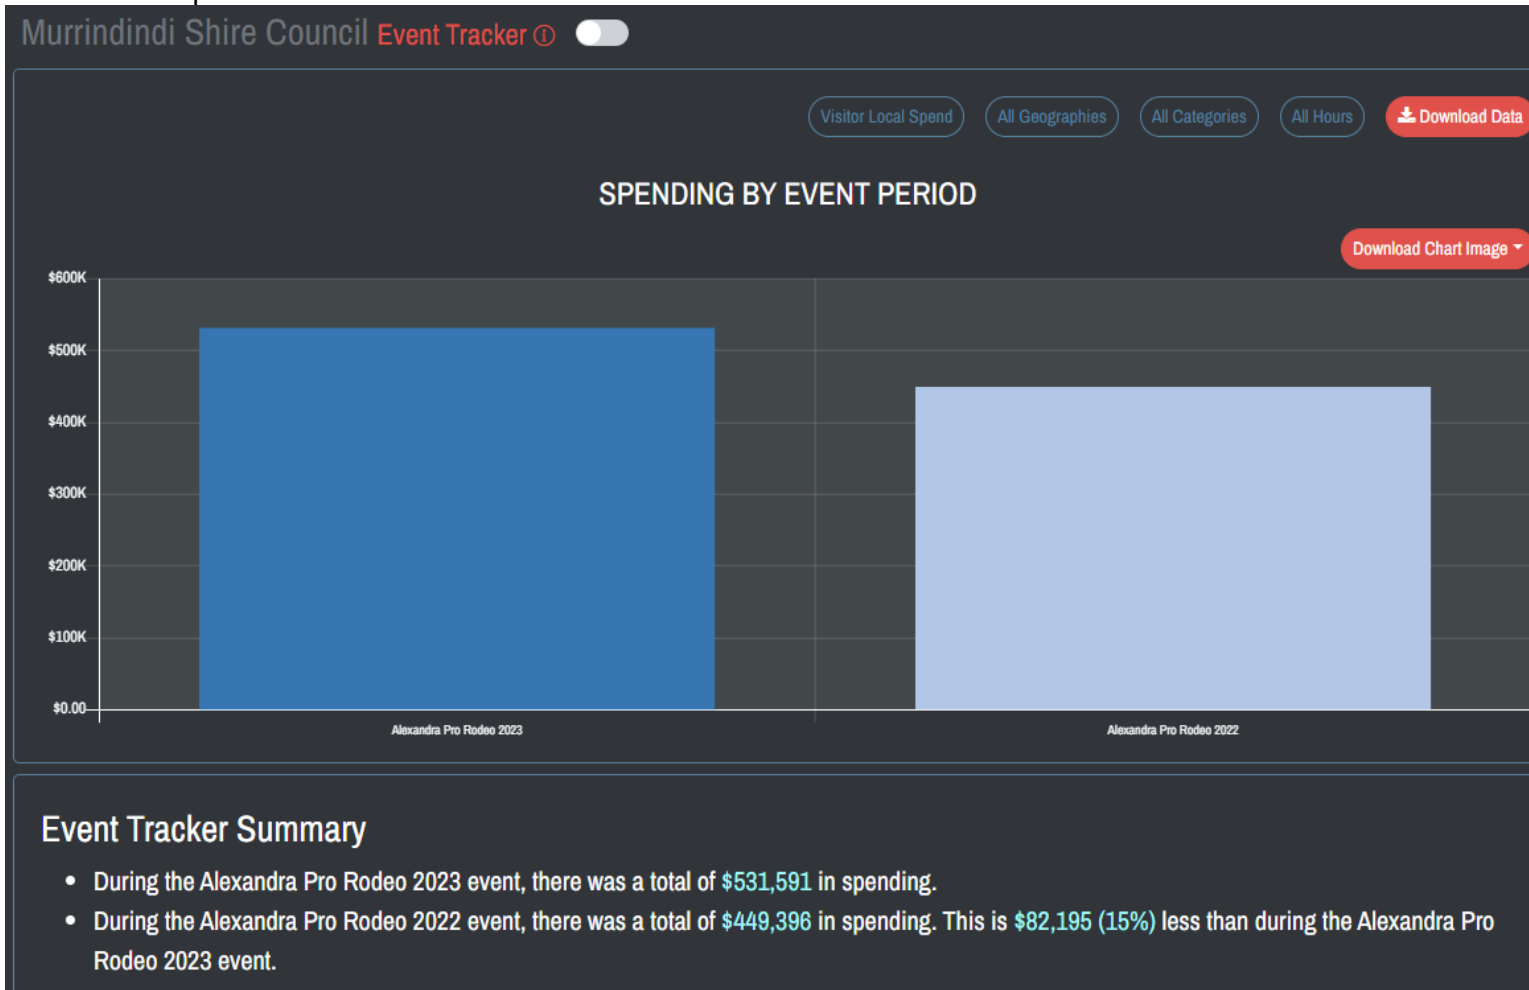 Murrindindi Shire Council Event Tracker
Visitor Local Spend All Geographies All Categories All Hours Download Data
SPENDING BY EVENT PERIOD
Download Chart Image
$600K
$500K
$400K
$300K
$200K
$100K
$0.00
Alexandra Pro Rodeo 2023 Alexandra Pro Rodeo 2022
Event Tracker Summary
• During the Alexandra Pro Rodeo 2023 event, there was a total of $531,591 in spending.
• During the Alexandra Pro Rodeo 2022 event, there was a total of $449,396 in spending. This is $82,195 (15%) less than during the Alexandra Pro
Rodeo 2023 event.